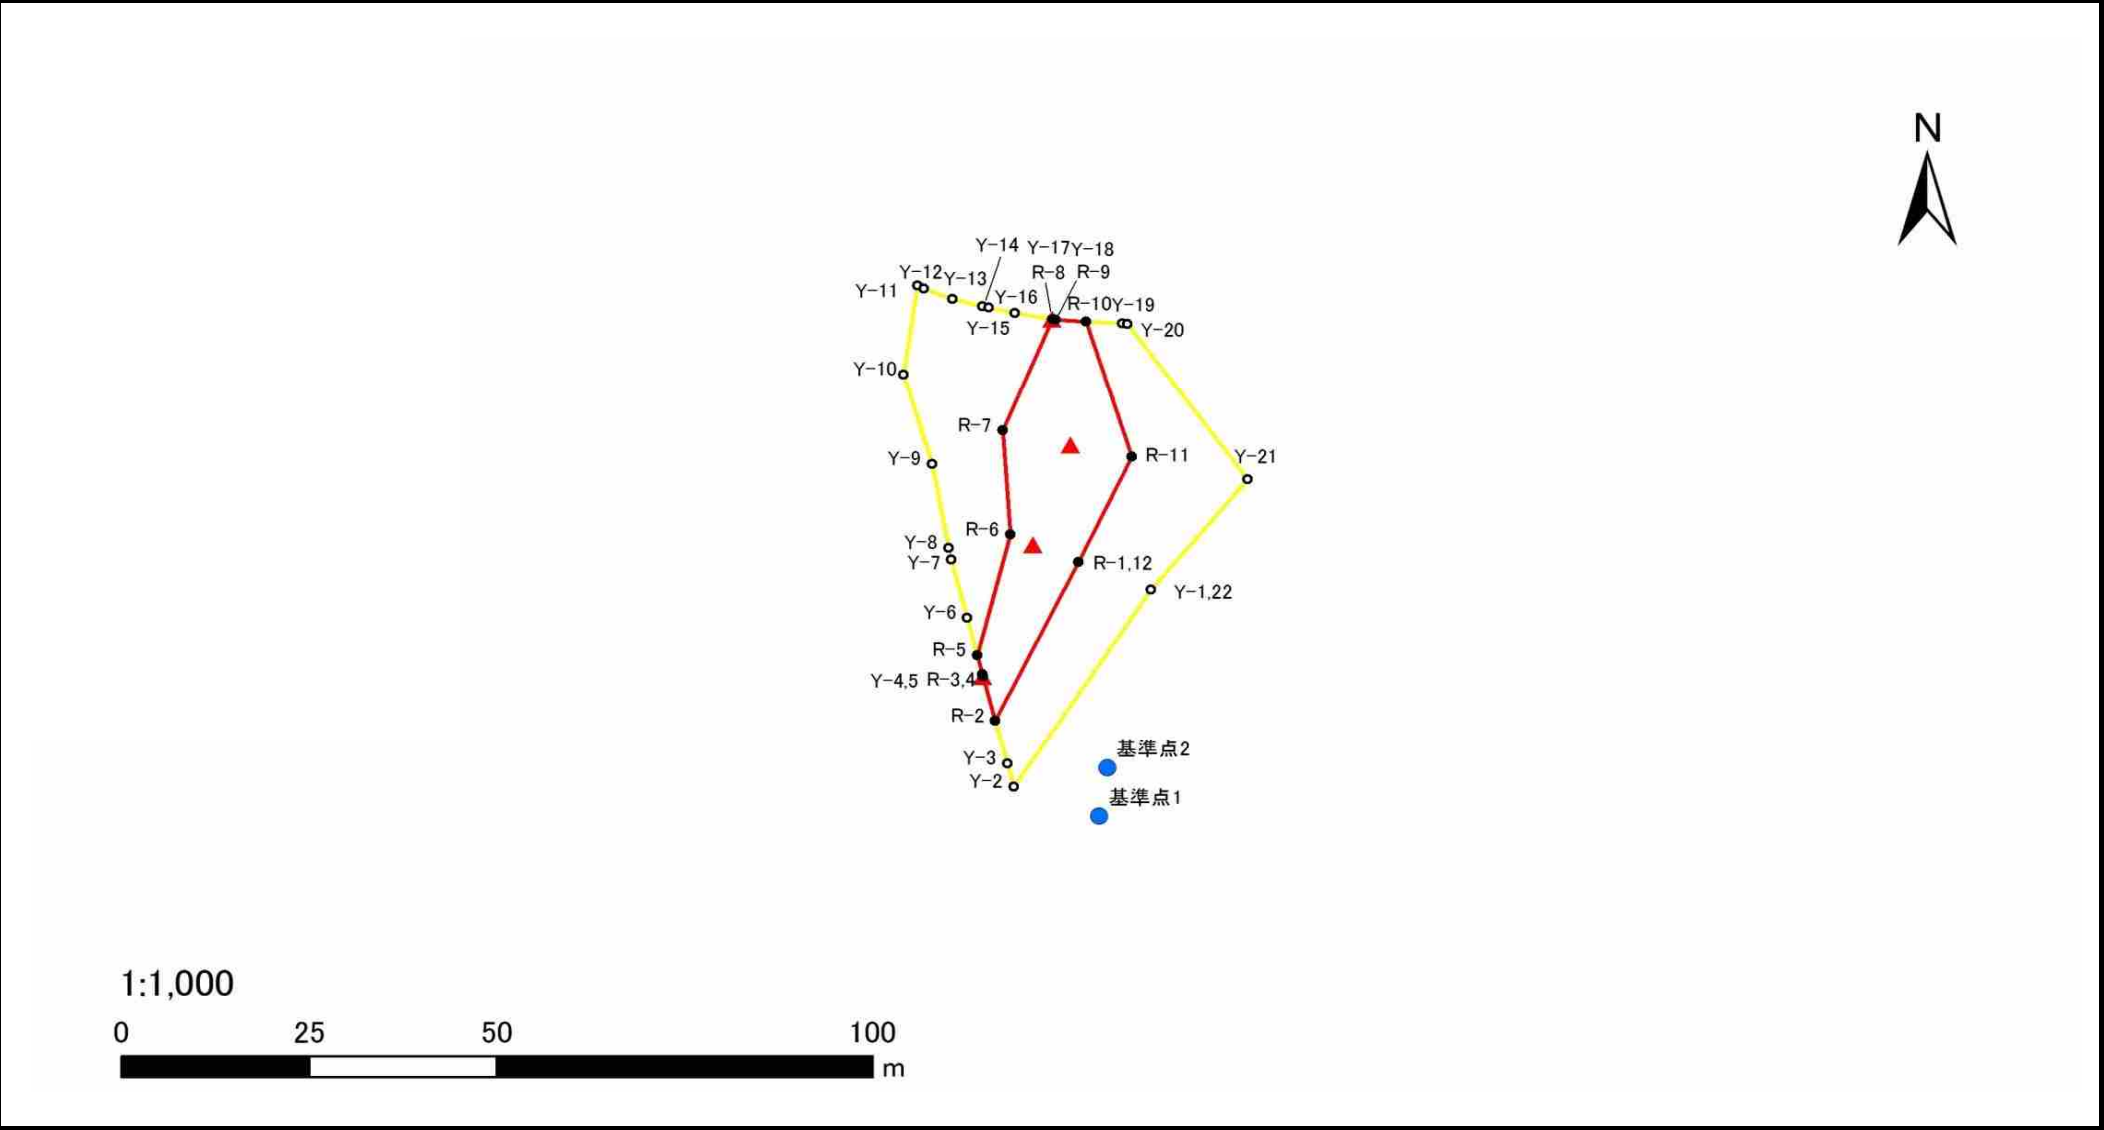 N
Y-14 Y-17Y-18
Y-12Y-13 R-8 R-9
Y-11 Y-16 R-10Y-19
Y-15 Y-20
Y-10
R-7
Y-9 R-11 Y-21
R-6
Y-8
Y-7 R-1,12
Y-6 Y-1,22
R-5
Y-4,5 R-3,4
R-2
Y-3 基準点2
Y-2
基準点1
1:1,000
0 25 50 100
m